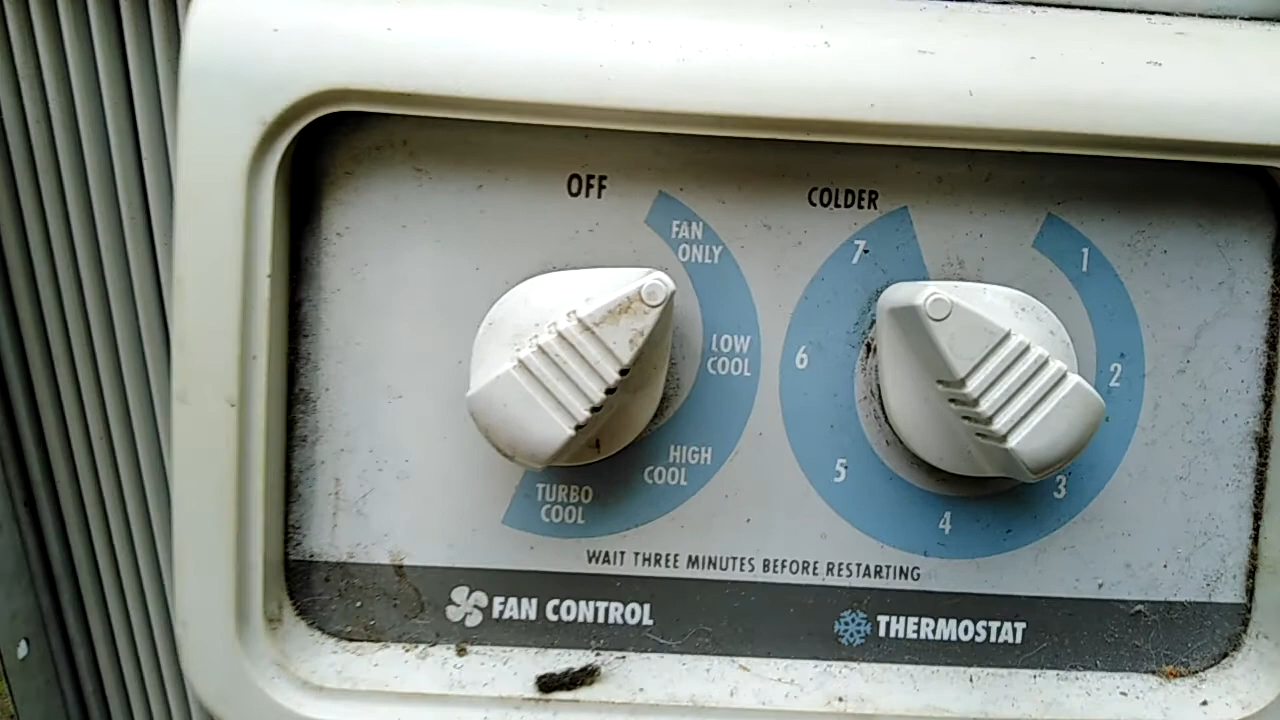 OFF
FAN
ONLY
LOW
COOL
HIGH
COOL
TURBO
COOL
COLDER
7
6
5
4
3
2
1
WAIT THREE MINUTES BEFORE RESTARTING
FAN CONTROL
THERMOSTAT